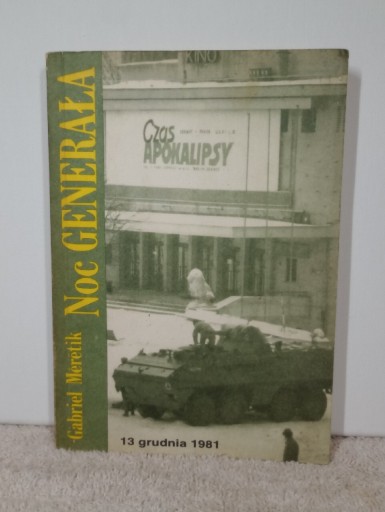 KINO
Czas
APOKALIPSY
Gabriel Meretik NOC GENERAŁA
13 grudnia 1981